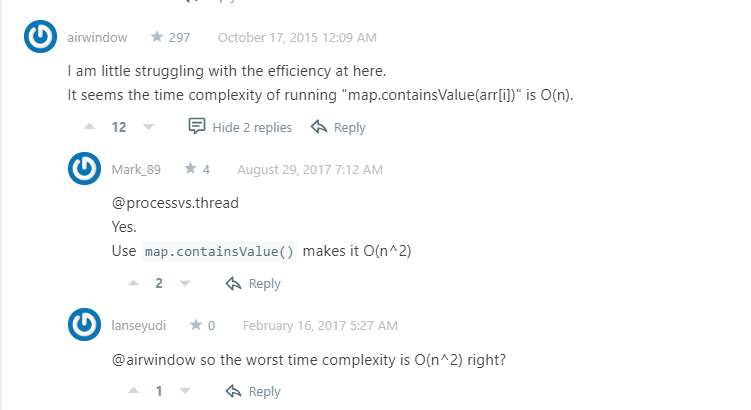 airwindow ★ 297 October 17, 2015 12:09 AM
I am little struggling with the efficiency at here.
It seems the time complexity of running "map.containsValue(arr[i])" is O(n).
12 Hide 2 replies Reply
Mark_89 ★ 4 August 29, 2017 7:12 AM
@processvs.thread
Yes.
Use map.containsValue() makes it O(n^2)
2 Reply
lanseyudi ★ 0 February 16, 2017 5:27 AM
@airwindow so the worst time complexity is O(n^2) right?
1 Reply